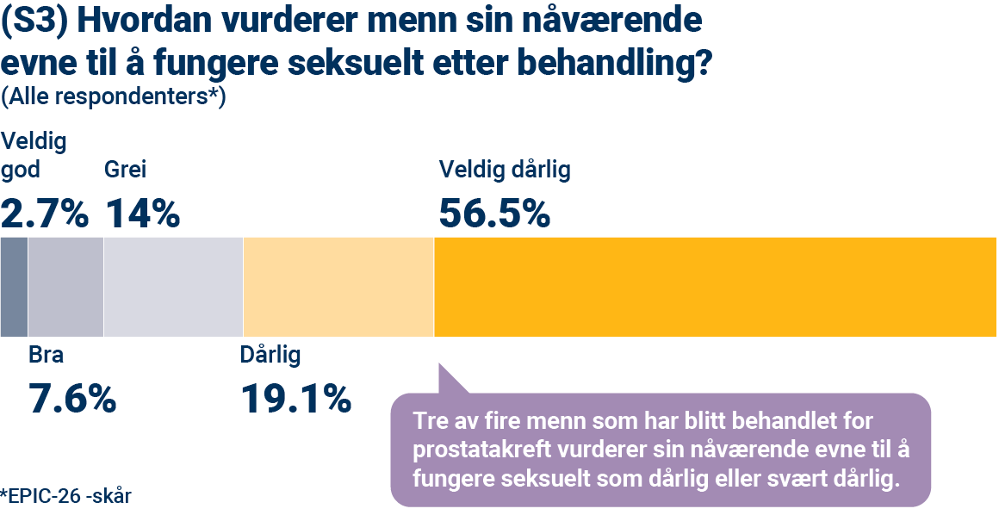 (S3) Hvordan vurderer menn sin nåværende
evne til å fungere seksuelt etter behandling?
(Alle respondenters*)
Veldig
god
2.7%
Grei
14%
Veldig dårlig
56.5%
Bra
7.6%
Dårlig
19.1%
Tre av fire menn som har blitt behandlet for
prostatakreft vurderer sin nåværende evne til å
fungere seksuelt som dårlig eller svært dårlig.
*EPIC-26 -skår